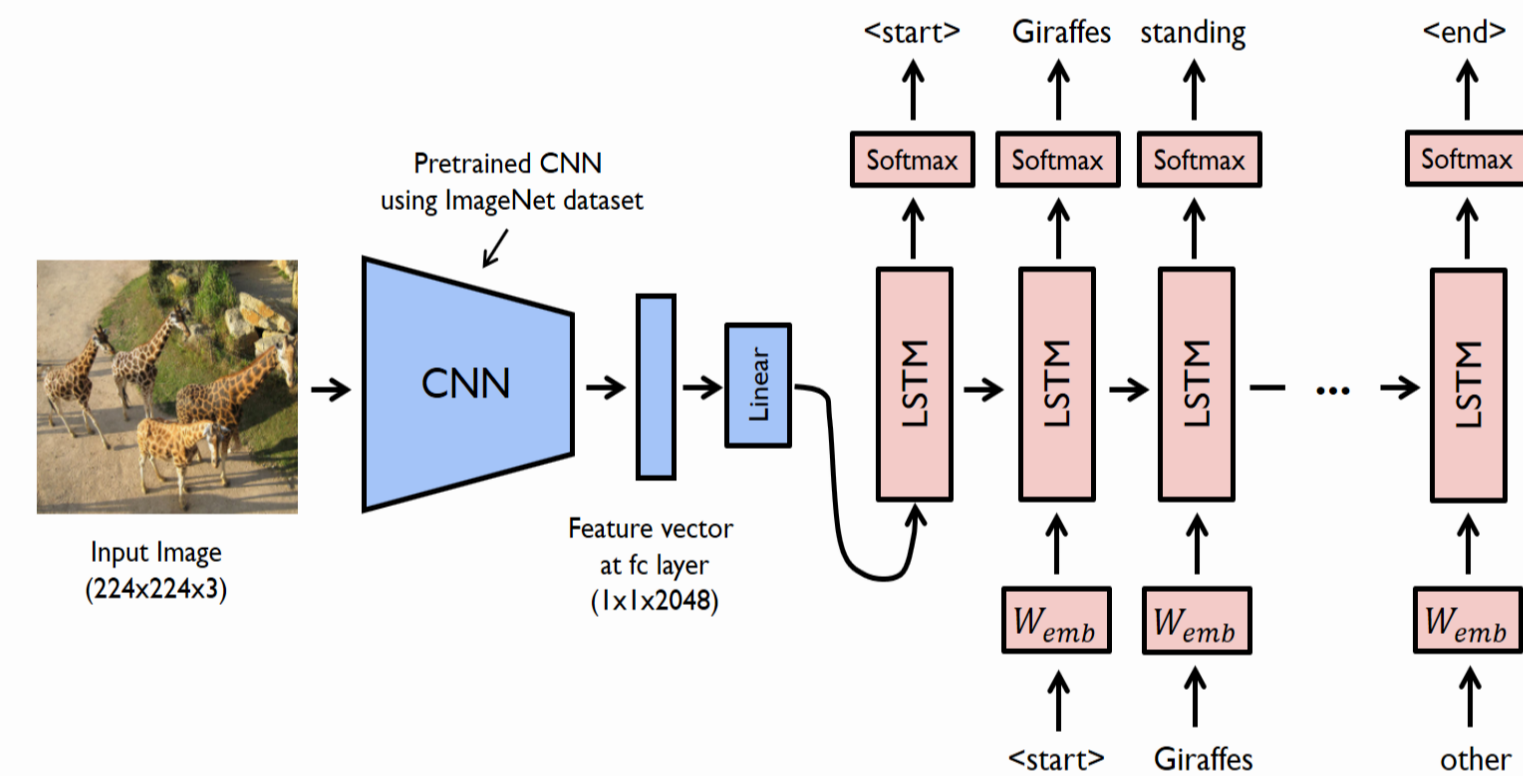 <start> Giraffes standing <end>
Softmax Softmax Softmax Softmax
Pretrained CNN
using ImageNet dataset
CNN
Linear
LSTM LSTM LSTM ... LSTM
Input Image
(224x224x3)
Feature vector
at fc layer
(1x1x2048)
W_emb W_emb W_emb
<start> Giraffes other